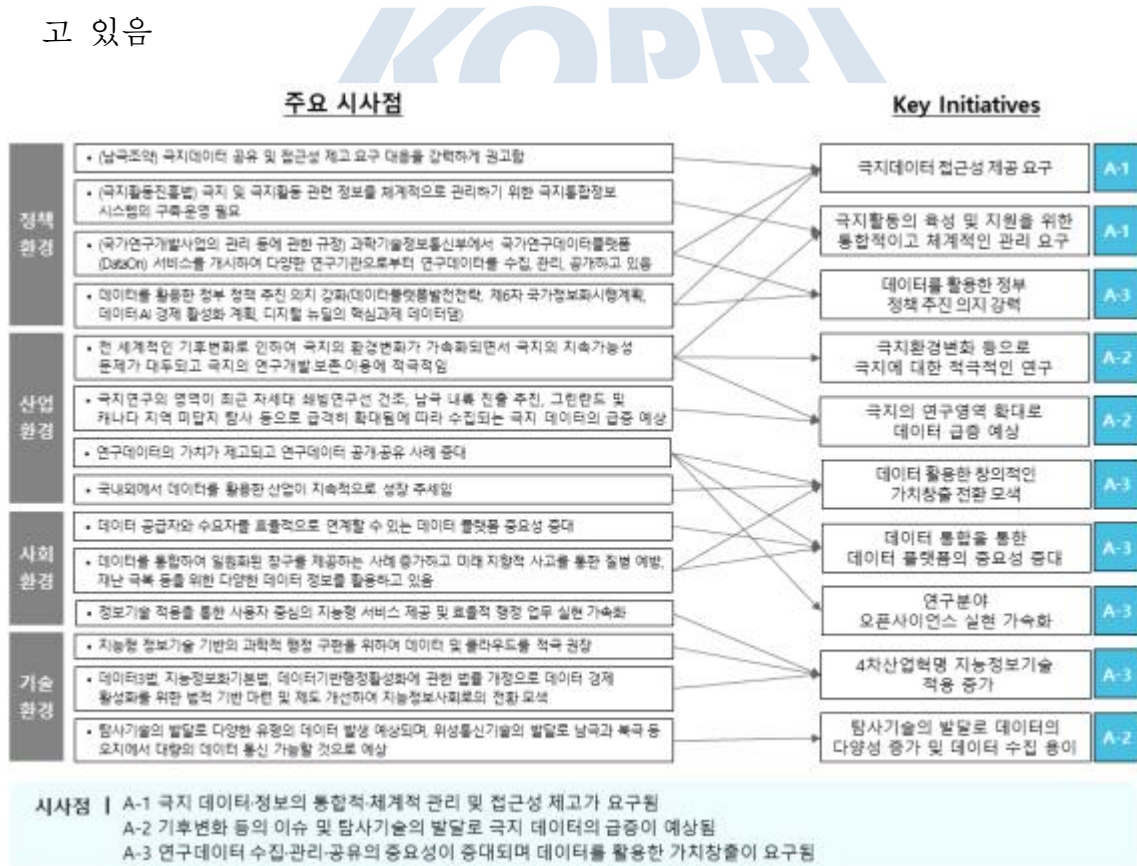 고 있음
KOPRI
주요 시사점
Key Initiatives
정책
환경
• (남극조약) 극지데이터 공유 및 접근성 제고 요구 대응을 강력하게 권고함
• (극지활동진흥법) 극지 및 극지활동 관련 정보를 체계적으로 관리하기 위한 극지통합정보
시스템의 구축·운영 필요
• (국가연구개발사업의 관리 등에 관한 규정) 과학기술정보통신부에서 국가연구데이터플랫폼
(DataOn) 서비스를 개시하여 다양한 연구기관으로부터 연구데이터를 수집, 관리, 공개하고 있음
• 데이터를 활용한 정부 정책 추진 의지 강화(데이터플랫폼발전전략, 제6차 국가정보화시행계획,
데이터·AI 경제 활성화 계획, 디지털 뉴딜의 핵심과제 데이터댐)
산업
환경
• 전 세계적인 기후변화로 인하여 극지의 환경변화가 가속화되면서 극지의 지속가능성
문제가 대두되고 극지의 연구개발·보존·이용에 적극적임
• 극지연구의 영역이 최근 차세대 쇄빙연구선 건조, 남극 내륙 진출 추진, 그린란드 및
캐나다 지역 미답지 탐사 등으로 급격히 확대됨에 따라 수집되는 극지 데이터의 급증 예상
• 연구데이터의 가치가 제고되고 연구데이터 공개·공유 사례 증대
• 국내외에서 데이터를 활용한 산업이 지속적으로 성장 추세임
사회
환경
• 데이터 공급자와 수요자를 효율적으로 연계할 수 있는 데이터 플랫폼 중요성 증대
• 데이터를 통합하여 일원화된 창구를 제공하는 사례 증가하고 미래 지향적 사고를 통한 질병 예방,
재난 극복 등을 위한 다양한 데이터 정보를 활용하고 있음
• 정보기술 적용을 통한 사용자 중심의 지능형 서비스 제공 및 효율적 행정 업무 실현 가속화
기술
환경
• 지능형 정보기술 기반의 과학적 행정 구현을 위하여 데이터 및 클라우드를 적극 권장
• 데이터3법, 지능정보화기본법, 데이터기반행정활성화에 관한 법률 개정으로 데이터 경제
활성화를 위한 법적 기반 마련 및 제도 개선하여 지능정보사회로의 전환 모색
• 탐사기술의 발달로 다양한 유형의 데이터 발생 예상되며, 위성통신기술의 발달로 남극과 북극 등
오지에서 대량의 데이터 통신 가능할 것으로 예상
극지데이터 접근성 제공 요구 A-1
극지활동의 육성 및 지원을 위한
통합적이고 체계적인 관리 요구 A-1
데이터를 활용한 정부
정책 추진 의지 강력 A-3
극지환경변화 등으로
극지에 대한 적극적인 연구 A-2
극지의 연구영역 확대로
데이터 급증 예상 A-2
데이터 활용한 창의적인
가치창출 전환 모색 A-3
데이터 통합을 통한
데이터 플랫폼의 중요성 증대 A-3
연구분야
오픈사이언스 실현 가속화 A-3
4차산업혁명 지능정보기술
적용 증가 A-3
탐사기술의 발달로 데이터의
다양성 증가 및 데이터 수집 용이 A-2
시사점 | A-1 극지 데이터·정보의 통합적·체계적 관리 및 접근성 제고가 요구됨
A-2 기후변화 등의 이슈 및 탐사기술의 발달로 극지 데이터의 급증이 예상됨
A-3 연구데이터 수집·관리·공유의 중요성이 증대되며 데이터를 활용한 가치창출이 요구됨